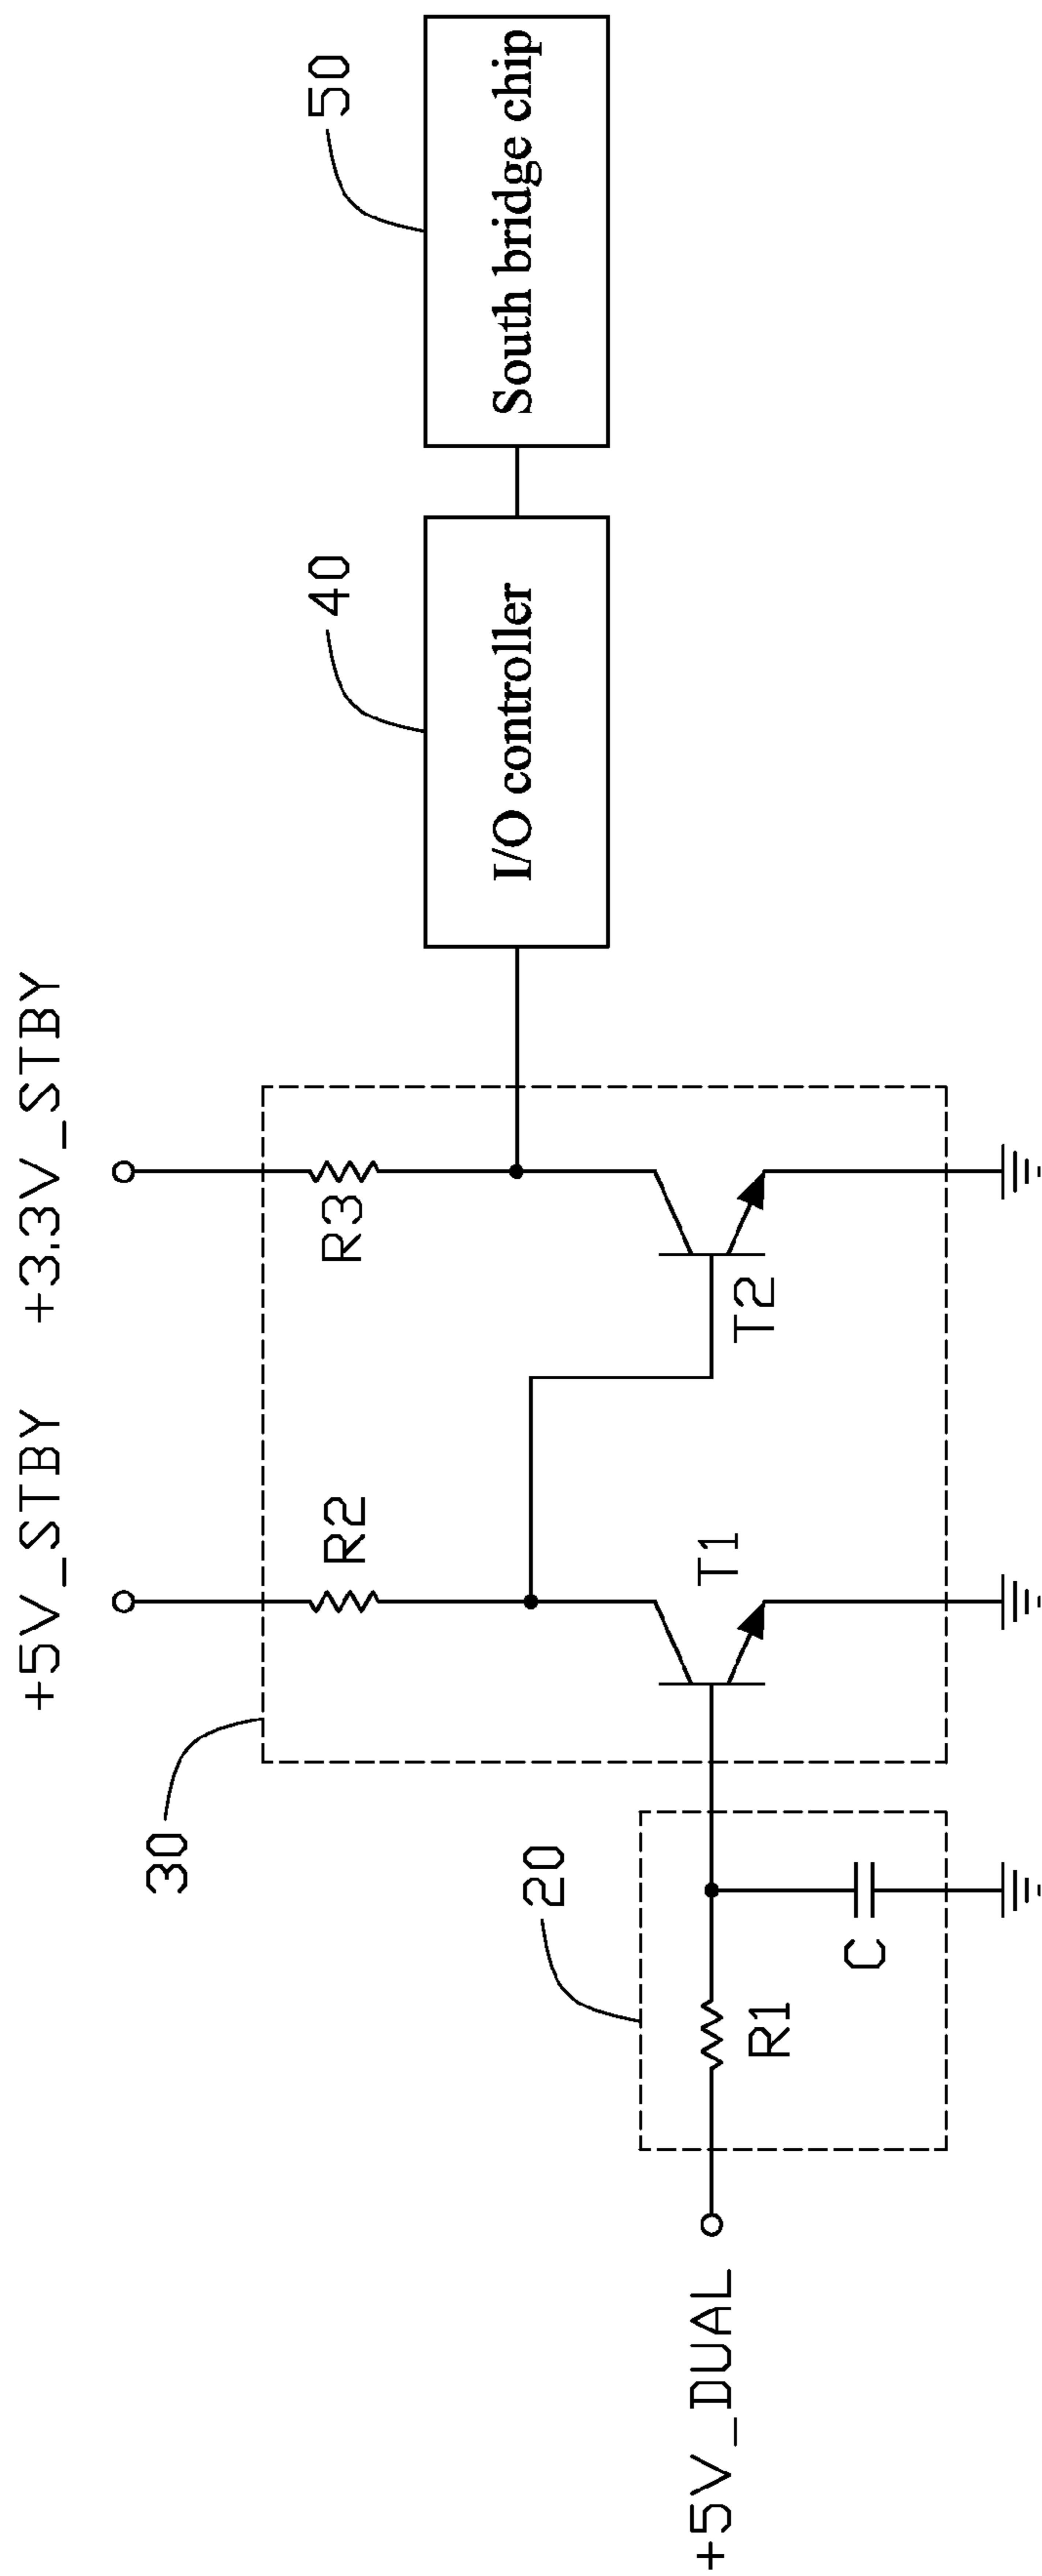 +5V_STBY
+3.3V_STBY
30
R2
R3
40
50
I/O controller
South bridge chip
20
T1
T2
+5V_DUAL
R1
C